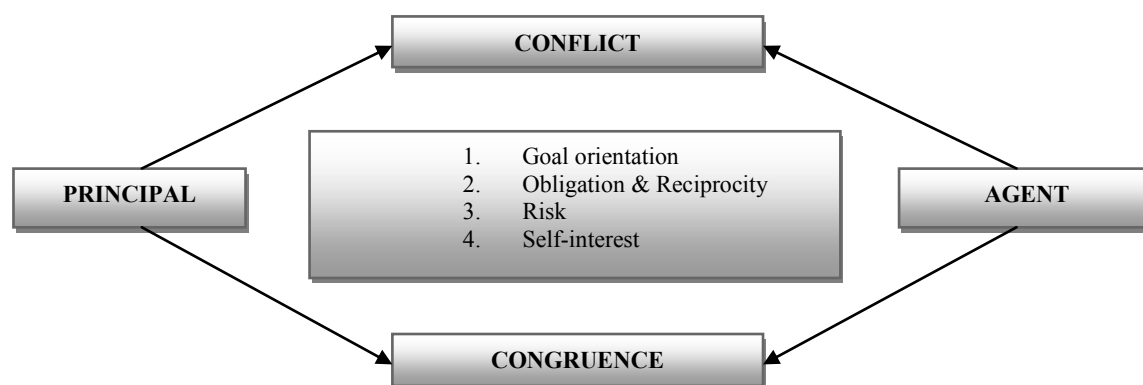 CONFLICT
1. Goal orientation
PRINCIPAL
2. Obligation & Reciprocity
AGENT
3. Risk
4. Self-interest
CONGRUENCE